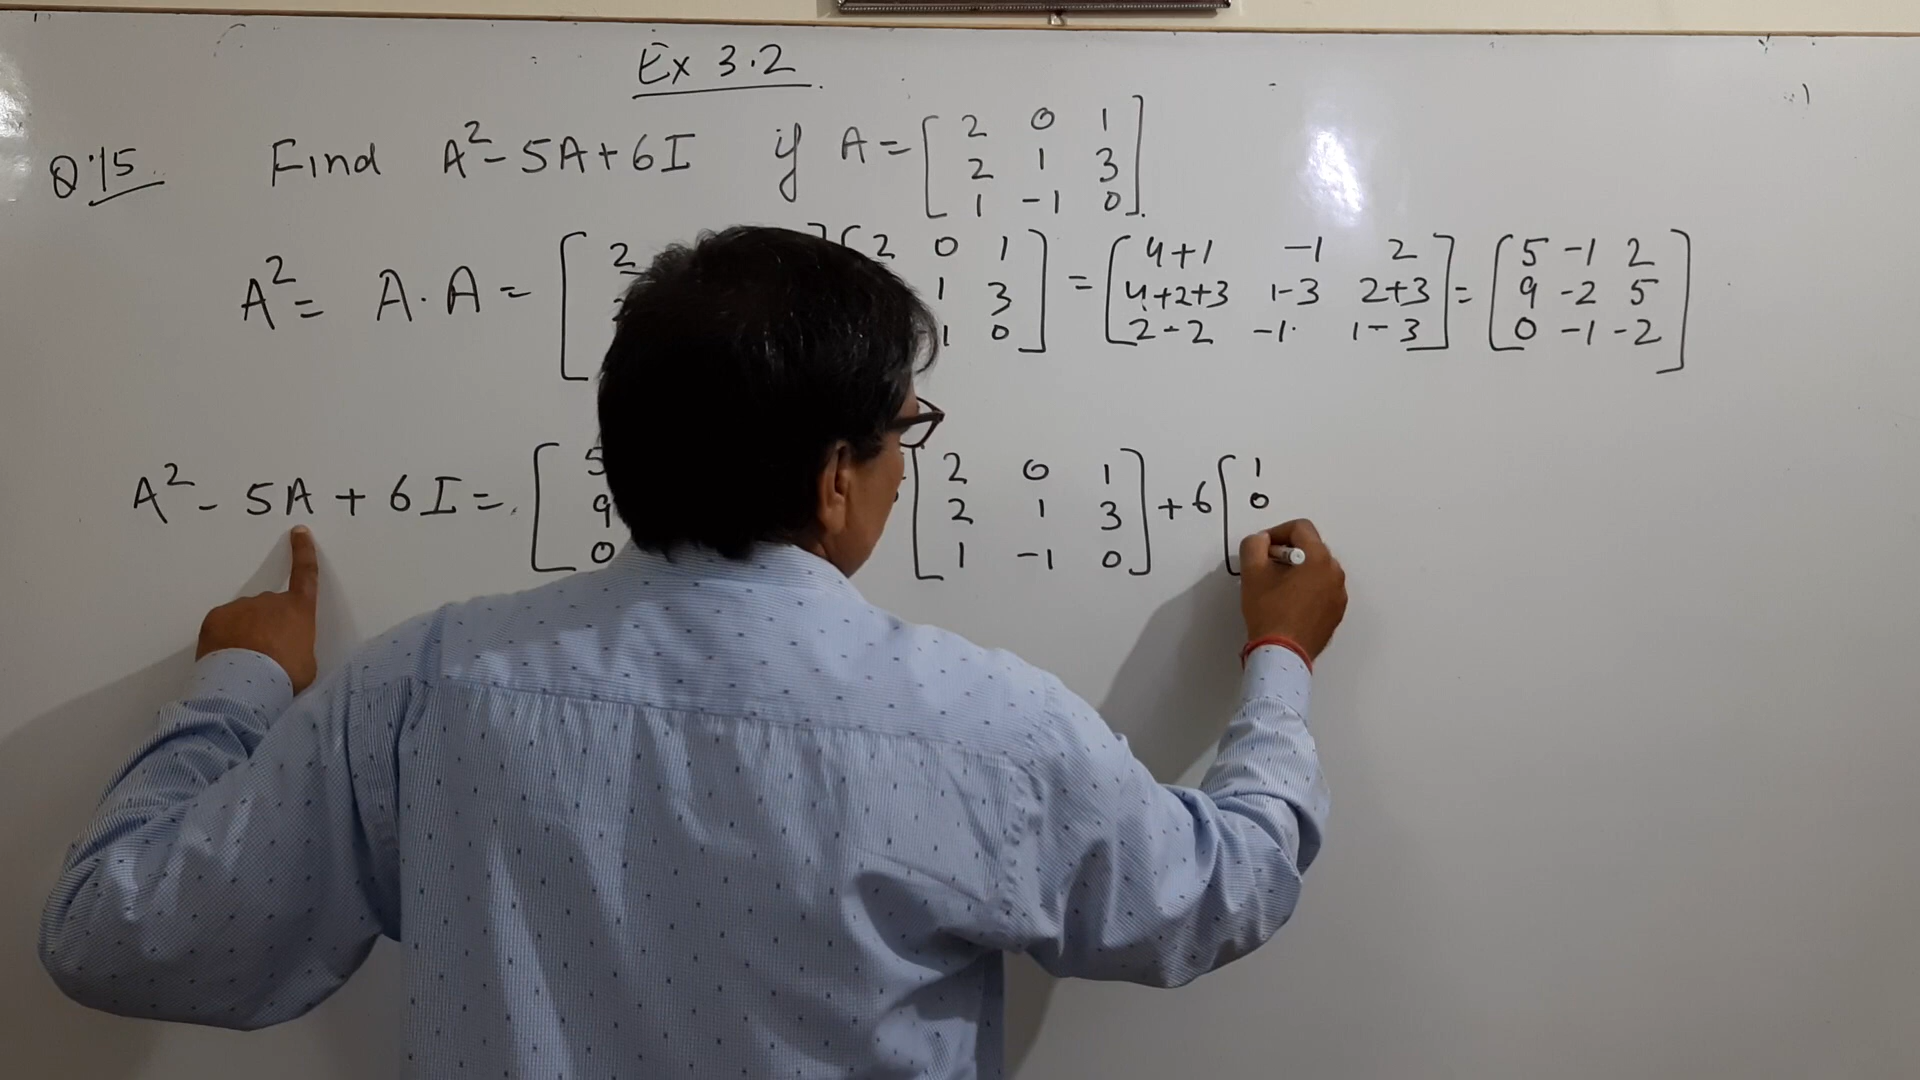 Ex 3.2
Q.15 Find A²-5A+6I if A=[2 0 1
2 1 3
1 -1 0].
A²= A.A = [2 ] [2 0 1] = [4+1 -1 2] = [5 -1 2
1 3 4+2+3 1-3 2+3 9 -2 5
1 0 2-2 -1 1-3 0 -1 -2]
A² - 5A + 6I = [5 [2 0 1] +6[1
9 2 1 3 0
0 1 -1 0]